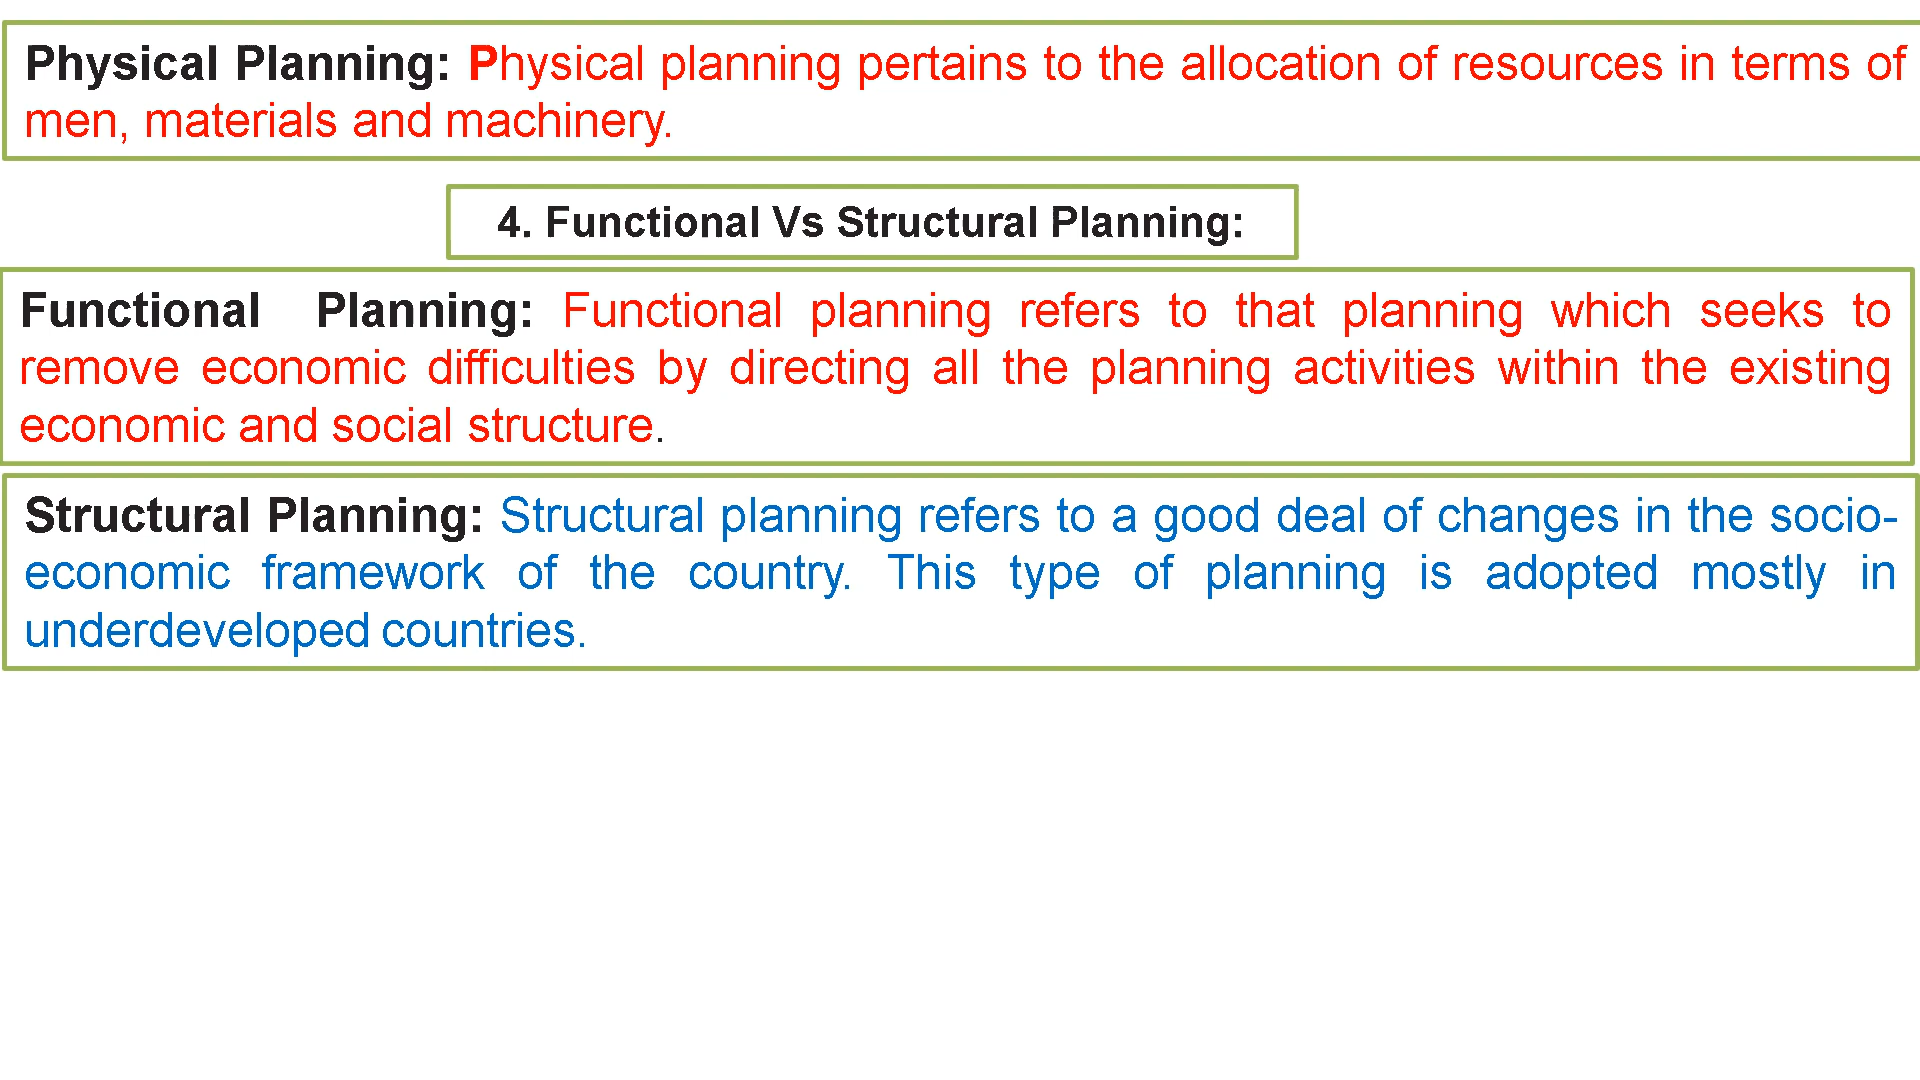 Physical Planning: Physical planning pertains to the allocation of resources in terms of
men, materials and machinery.
4. Functional Vs Structural Planning:
Functional Planning: Functional planning refers to that planning which seeks to
remove economic difficulties by directing all the planning activities within the existing
economic and social structure.
Structural Planning: Structural planning refers to a good deal of changes in the socio-
economic framework of the country. This type of planning is adopted mostly in
underdeveloped countries.